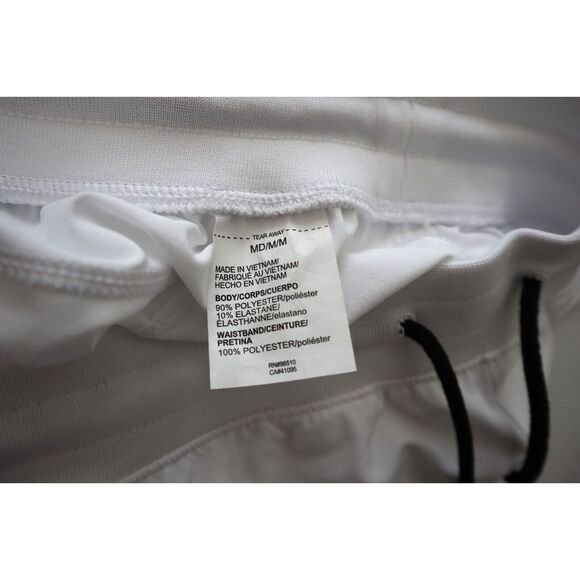 TEAR AWAY
MD/M/M
MADE IN VIETNAM/
FABRIQUÉ AU VIETNAM/
HECHO EN VIETNAM
BODY/CORPS/CUERPO
90% POLYESTER/poliéster
10% ELASTANE/
ÉLASTHANNE/elastano
WAISTBAND/CEINTURE/
PRETINA
100% POLYESTER/poliéster
RN#96510
CA#41095